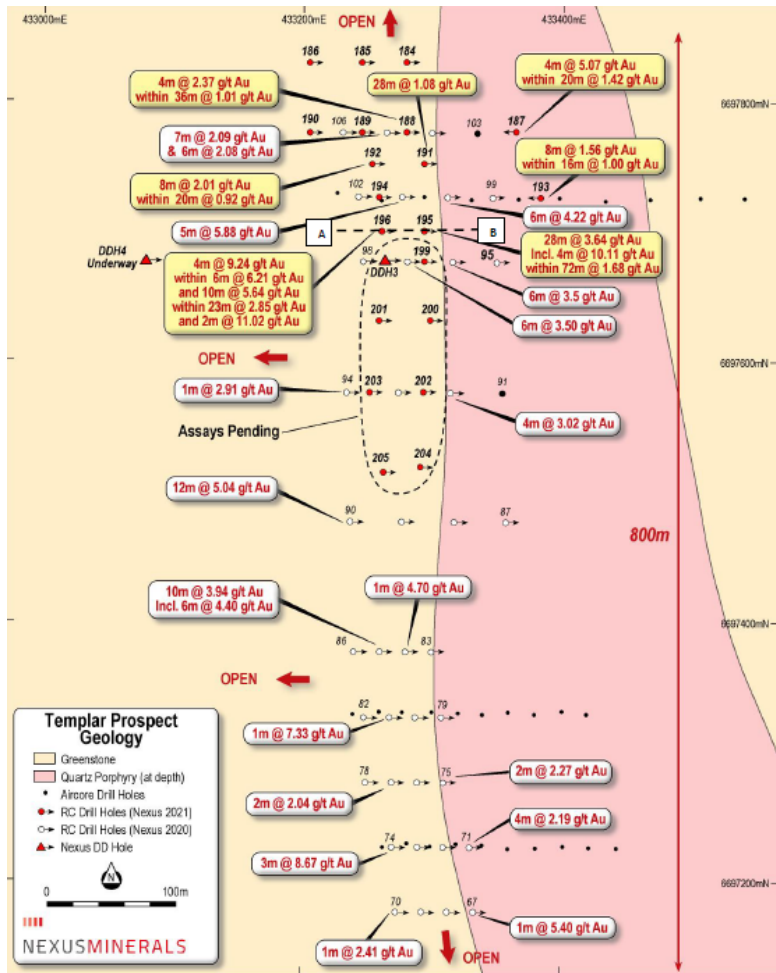 433000mE
433200mE
433400mE
OPEN
186
185
184
4m @ 2.37 g/t Au
within 36m @ 1.01 g/t Au
28m @ 1.08 g/t Au
4m @ 5.07 g/t Au
within 20m @ 1.42 g/t Au
6697800mN
190
106
189
188
103
187
7m @ 2.09 g/t Au
& 6m @ 2.08 g/t Au
192
191
8m @ 1.56 g/t Au
within 16m @ 1.00 g/t Au
8m @ 2.01 g/t Au
within 20m @ 0.92 g/t Au
102
194
99
193
5m @ 5.88 g/t Au
6m @ 4.22 g/t Au
A
196
195
B
28m @ 3.64 g/t Au
Incl. 4m @ 10.11 g/t Au
within 72m @ 1.68 g/t Au
DDH4
Underway
98
DDH3
199
95
4m @ 9.24 g/t Au
within 6m @ 6.21 g/t Au
and 10m @ 5.64 g/t Au
within 23m @ 2.85 g/t Au
and 2m @ 11.02 g/t Au
6m @ 3.5 g/t Au
6m @ 3.50 g/t Au
201
200
OPEN
6697600mN
1m @ 2.91 g/t Au
94
203
202
91
Assays Pending
4m @ 3.02 g/t Au
205
204
12m @ 5.04 g/t Au
90
87
800m
10m @ 3.94 g/t Au
Incl. 6m @ 4.40 g/t Au
1m @ 4.70 g/t Au
6697400mN
86
83
OPEN
82
79
1m @ 7.33 g/t Au
78
75
2m @ 2.27 g/t Au
2m @ 2.04 g/t Au
74
71
4m @ 2.19 g/t Au
3m @ 8.67 g/t Au
6697200mN
70
67
1m @ 2.41 g/t Au
1m @ 5.40 g/t Au
OPEN
Templar Prospect
Geology
Greenstone
Quartz Porphyry (at depth)
Aircore Drill Holes
RC Drill Holes (Nexus 2021)
RC Drill Holes (Nexus 2020)
Nexus DD Hole
N
0 100m
NEXUSMINERALS